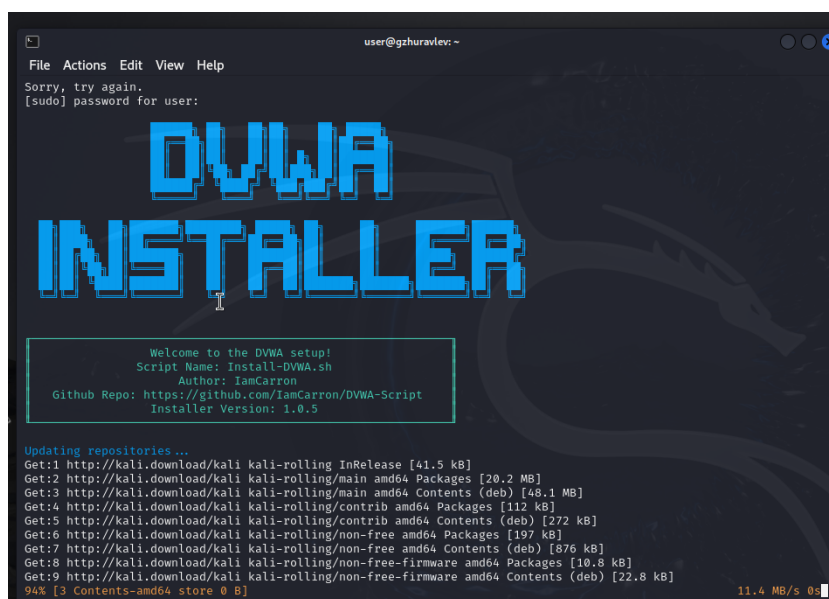 user@gzhuravlev: ~
File Actions Edit View Help
Sorry, try again.
[sudo] password for user:
DVWA
INSTALLER
Welcome to the DVWA setup!
Script Name: Install-DVWA.sh
Author: IamCarron
Github Repo: https://github.com/IamCarron/DVWA-Script
Installer Version: 1.0.5
Updating repositories...
Get:1 http://kali.download/kali kali-rolling InRelease [41.5 kB]
Get:2 http://kali.download/kali kali-rolling/main amd64 Packages [20.2 MB]
Get:3 http://kali.download/kali kali-rolling/main amd64 Contents (deb) [48.1 MB]
Get:4 http://kali.download/kali kali-rolling/contrib amd64 Packages [112 kB]
Get:5 http://kali.download/kali kali-rolling/contrib amd64 Contents (deb) [272 kB]
Get:6 http://kali.download/kali kali-rolling/non-free amd64 Packages [197 kB]
Get:7 http://kali.download/kali kali-rolling/non-free amd64 Contents (deb) [876 kB]
Get:8 http://kali.download/kali kali-rolling/non-free-firmware amd64 Packages [10.8 kB]
Get:9 http://kali.download/kali kali-rolling/non-free-firmware amd64 Contents (deb) [22.8 kB]
94% [3 Contents-amd64 store 0 B] 11.4 MB/s 0s